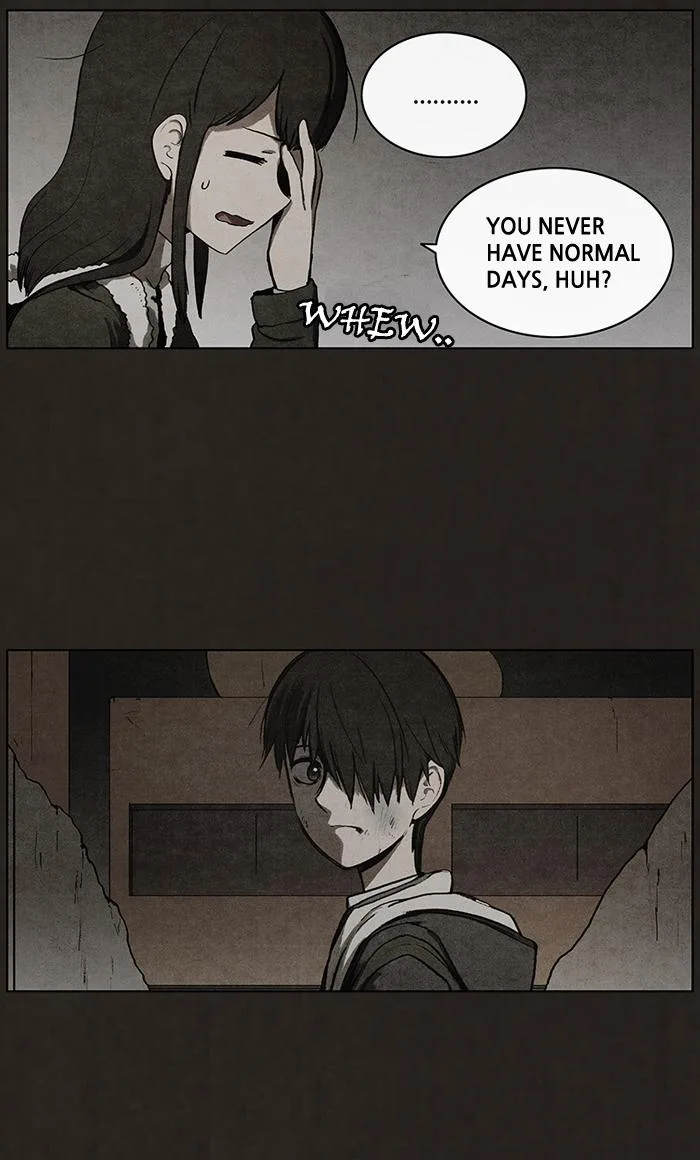 ..........
YOU NEVER
HAVE NORMAL
DAYS, HUH?
WHEW..